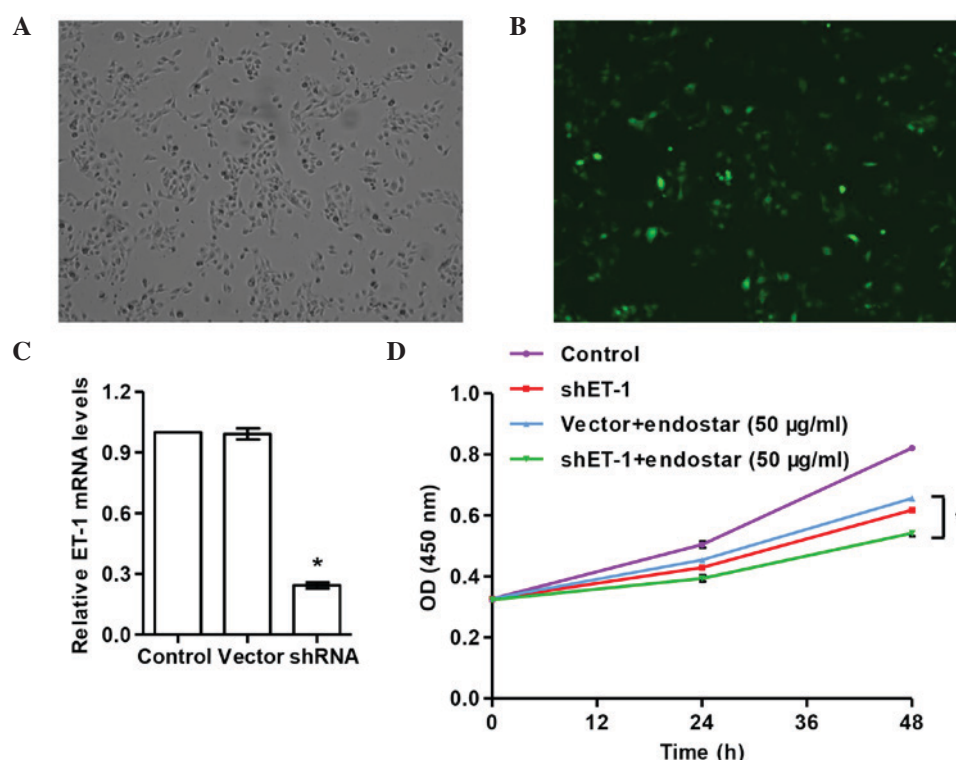 A
B
C
Relative ET-1 mRNA levels
1.2
0.9
0.6
0.3
0.0
*
Control Vector shRNA
D
Control
shET-1
Vector+endostar (50 µg/ml)
shET-1+endostar (50 µg/ml)
OD (450 nm)
1.0
0.8
0.6
0.4
0.2
0.0
0 12 24 36 48
Time (h)